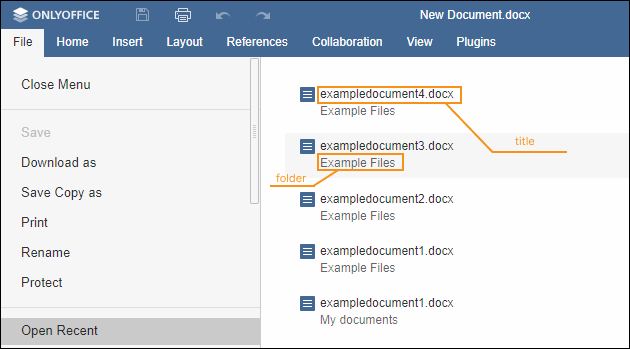 ONLYOFFICE
New Document.docx
File Home Insert Layout References Collaboration View Plugins
Close Menu
Save
Download as
Save Copy as
Print
Rename
Protect
Open Recent
exampledocument4.docx
Example Files
title
exampledocument3.docx
Example Files
folder
exampledocument2.docx
Example Files
exampledocument1.docx
Example Files
exampledocument1.docx
My documents